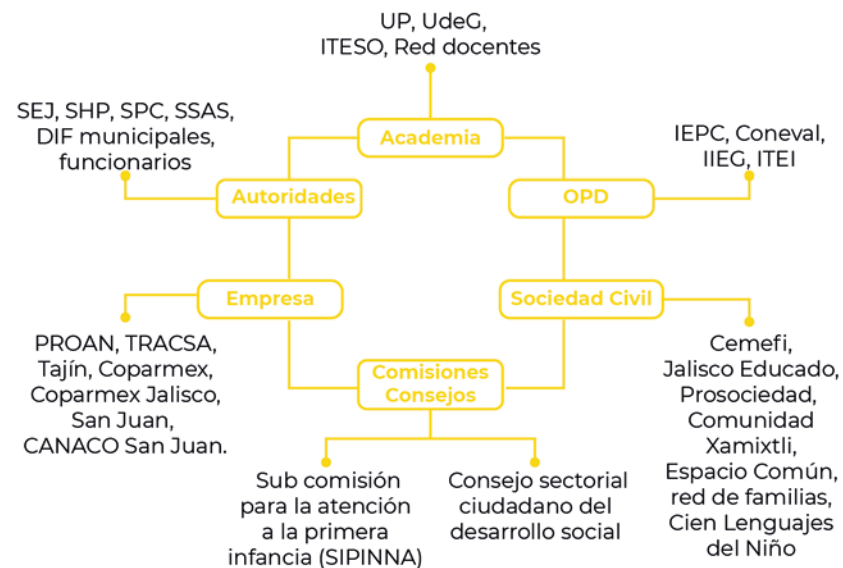 UP, UdeG,
ITESO, Red docentes
SEJ, SHP, SPC, SSAS,
DIF municipales,
funcionarios
Academia
IEPC, Coneval,
IIEG, ITEI
Autoridades
OPD
Empresa
Sociedad Civil
PROAN, TRACSA,
Tajín, Coparmex,
Coparmex Jalisco,
San Juan,
CANACO San Juan.
Comisiones
Consejos
Cemefi,
Jalisco Educado,
Prosociedad,
Comunidad
Xamixtli,
Espacio Común,
red de familias,
Cien Lenguajes
del Niño
Sub comisión
para la atención
a la primera
infancia (SIPINNA)
Consejo sectorial
ciudadano del
desarrollo social